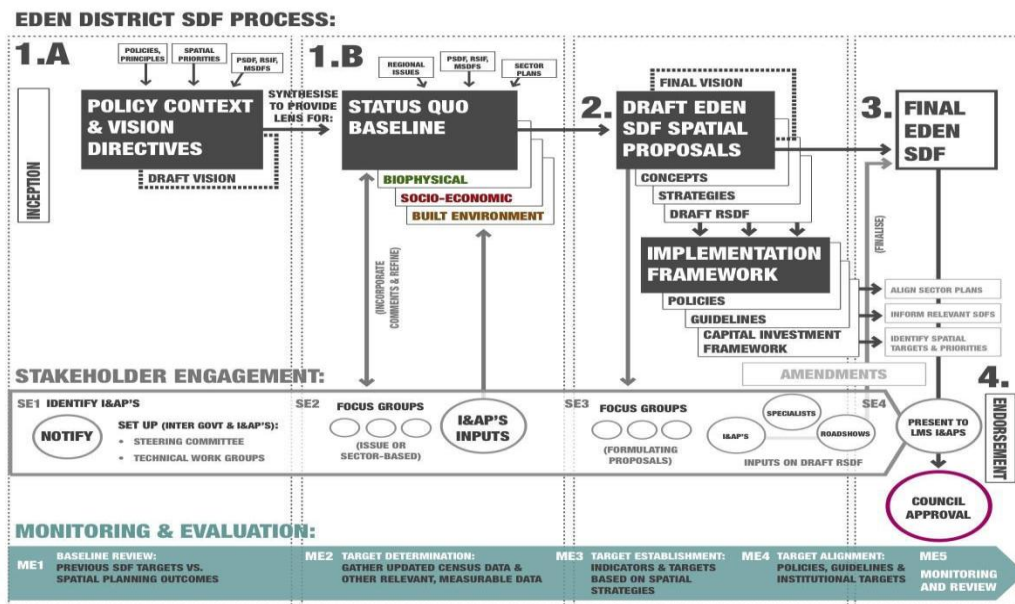 EDEN DISTRICT SDF PROCESS:
1.A
POLICIES,
PRINCIPLES
SPATIAL
PRIORITIES
PSDF, RSIF,
MSDFS
POLICY CONTEXT
& VISION
DIRECTIVES
DRAFT VISION
INCEPTION
SYNTHESISE
TO PROVIDE
LENS FOR:
1.B
REGIONAL
ISSUES
PSDF, RSIF,
MSDFS
SECTOR
PLANS
STATUS QUO
BASELINE
BIOPHYSICAL
SOCIO-ECONOMIC
BUILT ENVIRONMENT
(INCORPORATE
COMMENTS & REFINE)
2.
FINAL VISION
DRAFT EDEN
SDF SPATIAL
PROPOSALS
CONCEPTS
STRATEGIES
DRAFT RSDF
IMPLEMENTATION
FRAMEWORK
POLICIES
GUIDELINES
CAPITAL INVESTMENT
FRAMEWORK
3.
FINAL
EDEN
SDF
(FINALISE)
ALIGN SECTOR PLANS
INFORM RELEVANT SDFS
IDENTIFY SPATIAL
TARGETS & PRIORITIES
AMENDMENTS
STAKEHOLDER ENGAGEMENT:
SE1 IDENTIFY I&AP'S
NOTIFY
SET UP (INTER GOVT & I&AP'S):
• STEERING COMMITTEE
• TECHNICAL WORK GROUPS
SE2
FOCUS GROUPS
(ISSUE OR
SECTOR-BASED)
I&AP'S
INPUTS
SE3
FOCUS GROUPS
(FORMULATING
PROPOSALS)
I&AP'S
SPECIALISTS
ROADSHOWS
INPUTS ON DRAFT RSDF
SE4
PRESENT TO
LMS I&APS
4.
ENDORSEMENT
COUNCIL
APPROVAL
MONITORING & EVALUATION:
ME1
BASELINE REVIEW:
PREVIOUS SDF TARGETS VS.
SPATIAL PLANNING OUTCOMES
ME2
TARGET DETERMINATION:
GATHER UPDATED CENSUS DATA &
OTHER RELEVANT, MEASURABLE DATA
ME3
TARGET ESTABLISHMENT:
INDICATORS & TARGETS
BASED ON SPATIAL
STRATEGIES
ME4
TARGET ALIGNMENT:
POLICIES, GUIDELINES &
INSTITUTIONAL TARGETS
ME5
MONITORING
AND REVIEW